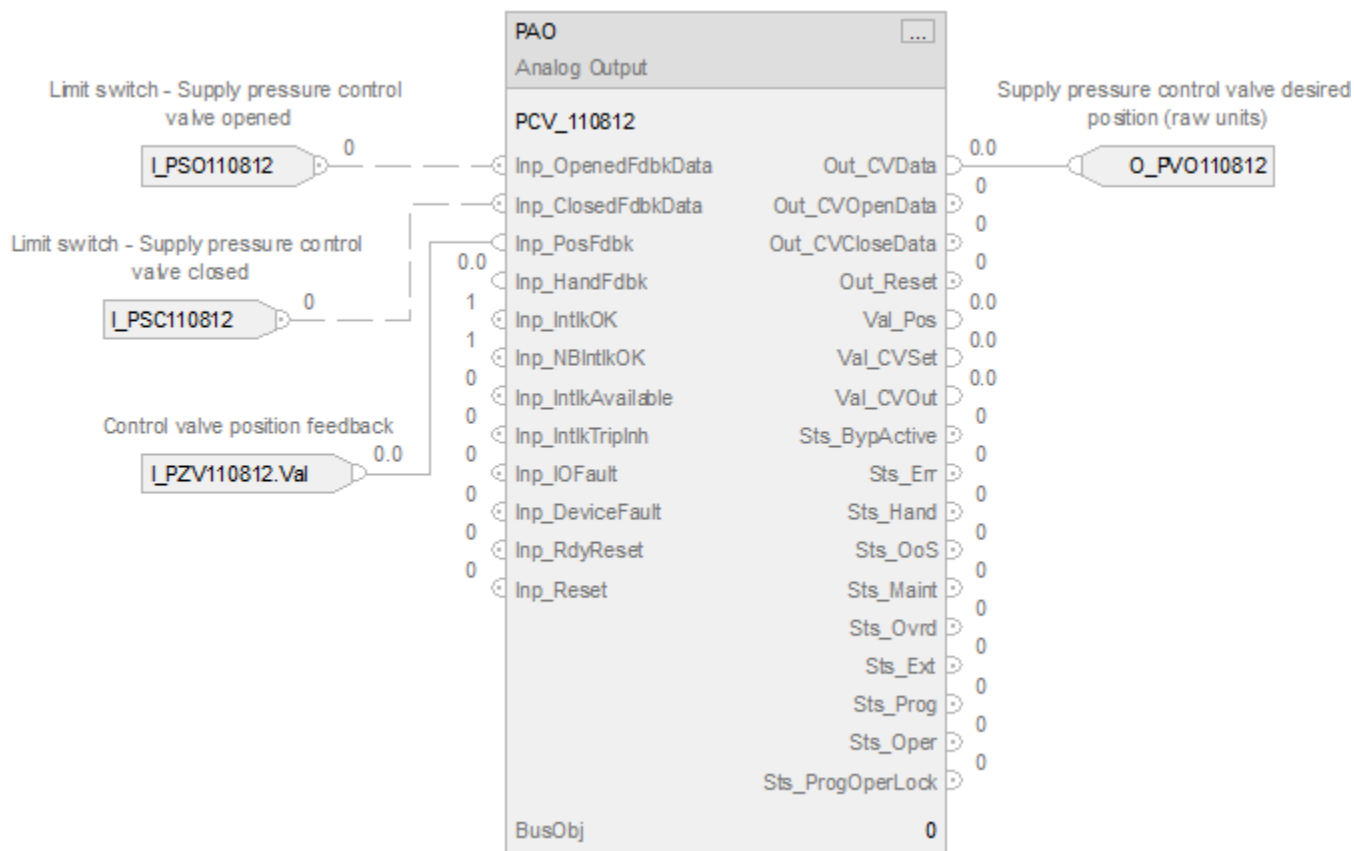 PAO
...
Analog Output
Limit switch - Supply pressure control
valve opened
Supply pressure control valve desired
position (raw units)
PCV_110812
I_PSO110812
0
Inp_OpenedFdbkData
Out_CVData
0.0
O_PVO110812
Inp_ClosedFdbkData
Out_CVOpenData
0
Limit switch - Supply pressure control
valve closed
Inp_PosFdbk
Out_CVCloseData
0
0.0
Inp_HandFdbk
Out_Reset
0
I_PSC110812
0
1
Inp_IntlkOK
Val_Pos
0.0
1
Inp_NBIntlkOK
Val_CVSet
0.0
0
Inp_IntlkAvailable
Val_CVOut
0.0
Control valve position feedback
0
Inp_IntlkTripInh
Sts_BypActive
0
I_PZV110812.Val
0.0
0
Inp_IOFault
Sts_Err
0
0
Inp_DeviceFault
Sts_Hand
0
0
Inp_RdyReset
Sts_OoS
0
0
Inp_Reset
Sts_Maint
0
Sts_Ovrd
0
Sts_Ext
0
Sts_Prog
0
Sts_Oper
0
Sts_ProgOperLock
0
BusObj
0